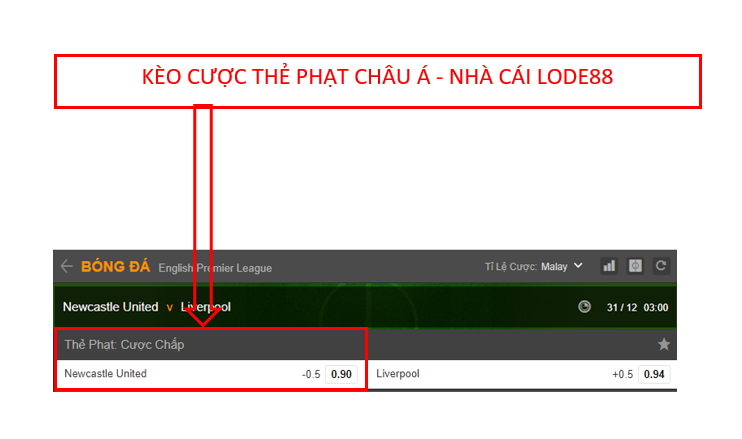 KÈO CƯỢC THẺ PHẠT CHÂU Á - NHÀ CÁI LODE88
BÓNG ĐÁ English Premier League Tỉ Lệ Cược: Malay
Newcastle United v Liverpool 31 / 12 03:00
Thẻ Phạt: Cược Chấp
Newcastle United -0.5 0.90 Liverpool +0.5 0.94